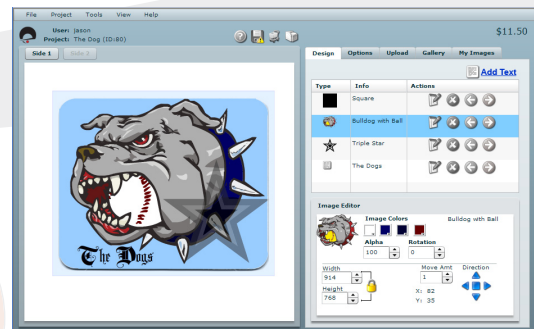 File Project Tools View Help
User: Jason
Project: The Dog (ID:80)
$11.50
Side 1 Side 2
The Dogs
Design Options Upload Gallery My Images
Add Text
Type Info Actions
Square
Bulldog with Ball
Triple Star
The Dogs
Image Editor
Image Colors Bulldog with Ball
Alpha Rotation
100 0
Width Move Amt Direction
914 1
Height X: 82
768 Y: 35